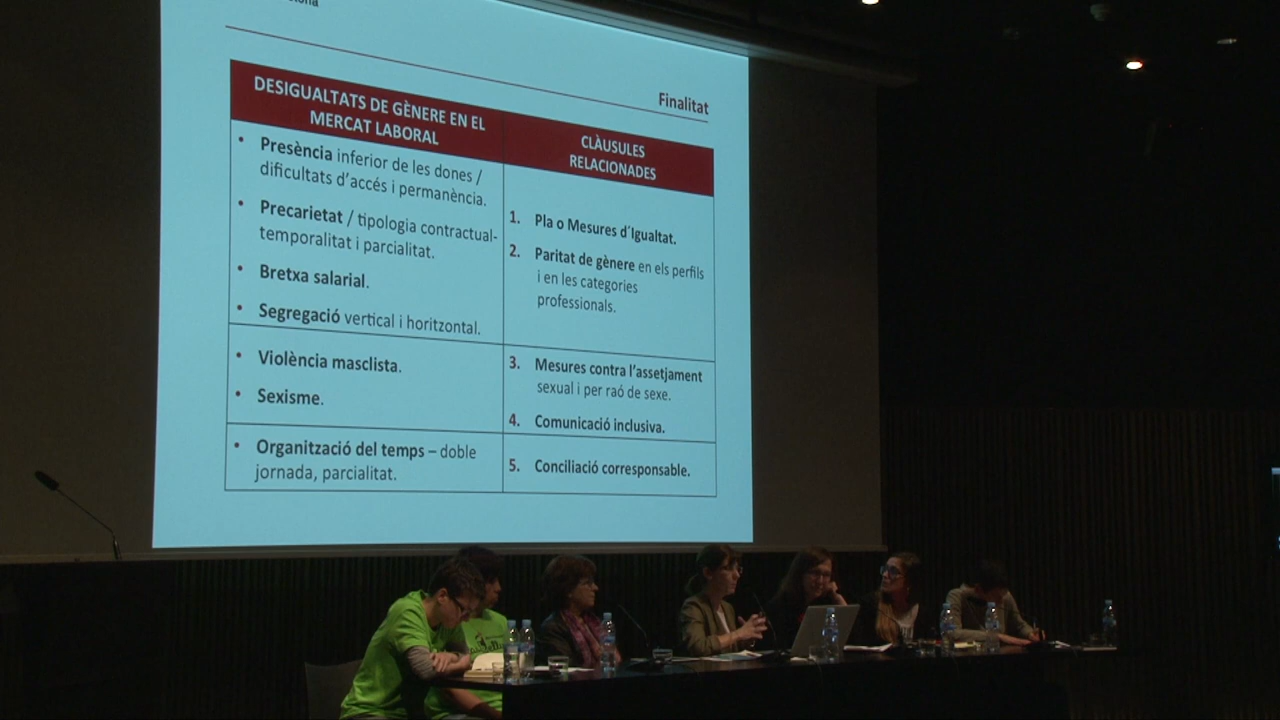 Finalitat
DESIGUALTATS DE GÈNERE EN EL
MERCAT LABORAL
CLÀUSULES
RELACIONADES
• Presència inferior de les dones /
dificultats d'accés i permanència.
• Precarietat / tipologia contractual-
temporalitat i parcialitat.
• Bretxa salarial.
• Segregació vertical i horitzontal.
1. Pla o Mesures d´Igualtat.
2. Paritat de gènere en els perfils
i en les categories
professionals.
• Violència masclista.
• Sexisme.
3. Mesures contra l'assetjament
sexual i per raó de sexe.
4. Comunicació inclusiva.
• Organització del temps – doble
jornada, parcialitat.
5. Conciliació corresponsable.